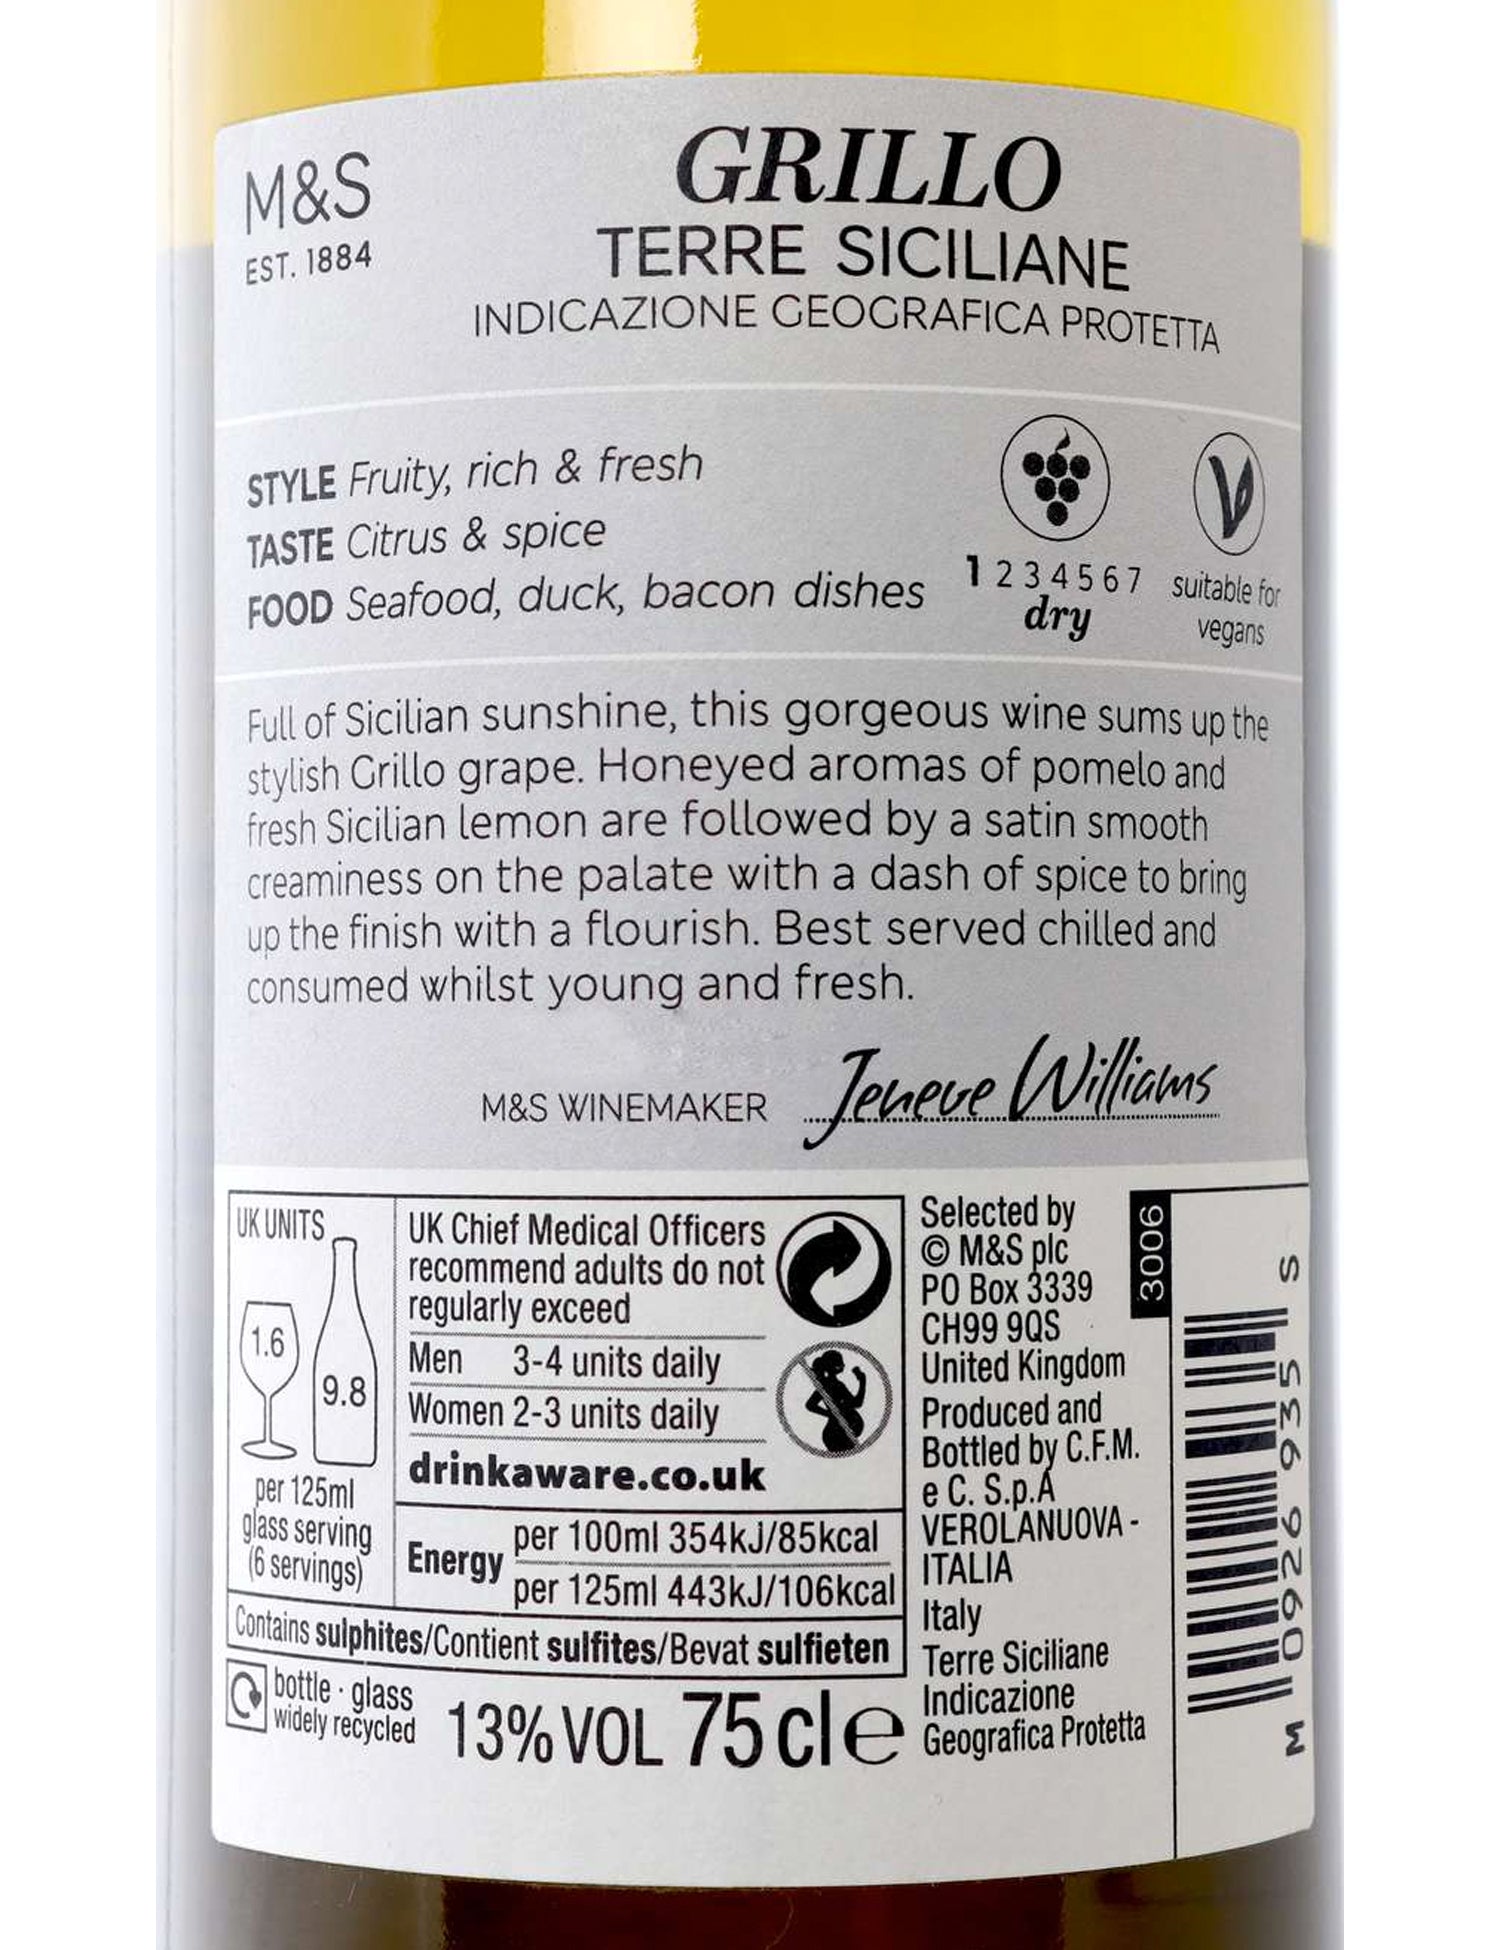 M&S
EST. 1884
GRILLO
TERRE SICILIANE
INDICAZIONE GEOGRAFICA PROTETTA
STYLE Fruity, rich & fresh
TASTE Citrus & spice
FOOD Seafood, duck, bacon dishes
1 2 3 4 5 6 7
dry
suitable for
vegans
Full of Sicilian sunshine, this gorgeous wine sums up the
stylish Grillo grape. Honeyed aromas of pomelo and
fresh Sicilian lemon are followed by a satin smooth
creaminess on the palate with a dash of spice to bring
up the finish with a flourish. Best served chilled and
consumed whilst young and fresh.
M&S WINEMAKER Jeneve Williams
UK UNITS
1.6
9.8
per 125ml
glass serving
(6 servings)
UK Chief Medical Officers
recommend adults do not
regularly exceed
Men 3-4 units daily
Women 2-3 units daily
drinkaware.co.uk
Energy
per 100ml 354kJ/85kcal
per 125ml 443kJ/106kcal
Contains sulphites/Contient sulfites/Bevat sulfieten
bottle · glass
widely recycled
13%VOL 75cl e
Selected by
© M&S plc
PO Box 3339
CH99 9QS
United Kingdom
Produced and
Bottled by C.F.M.
e C. S.p.A
VEROLANUOVA -
ITALIA
Italy
Terre Siciliane
Indicazione
Geografica Protetta
3006
M 0926 935 S